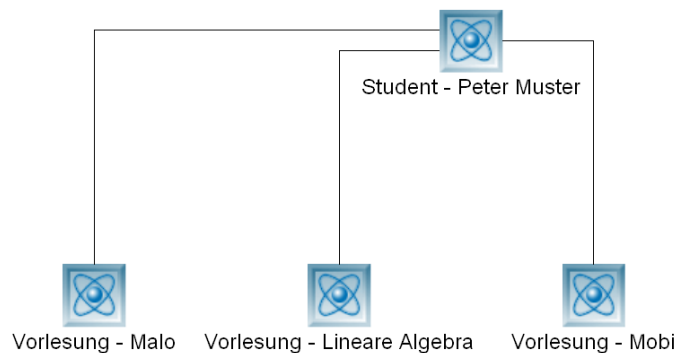 Student - Peter Muster
Vorlesung - Malo
Vorlesung - Lineare Algebra
Vorlesung - Mobi